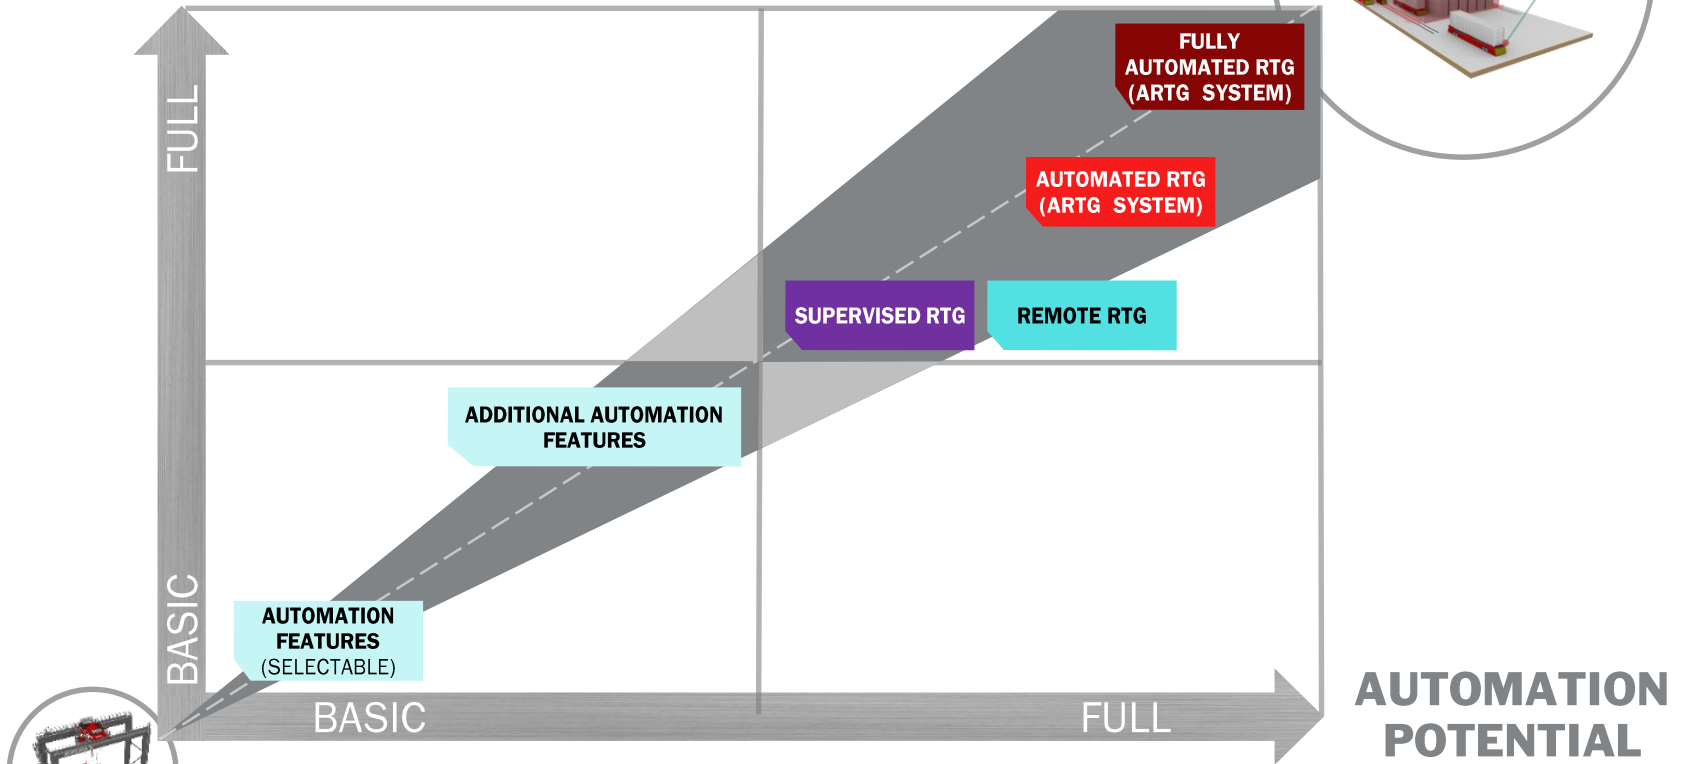 FULL
BASIC
FULLY
AUTOMATED RTG
(ARTG SYSTEM)
AUTOMATED RTG
(ARTG SYSTEM)
SUPERVISED RTG
REMOTE RTG
ADDITIONAL AUTOMATION
FEATURES
AUTOMATION
FEATURES
(SELECTABLE)
BASIC
FULL
AUTOMATION
POTENTIAL